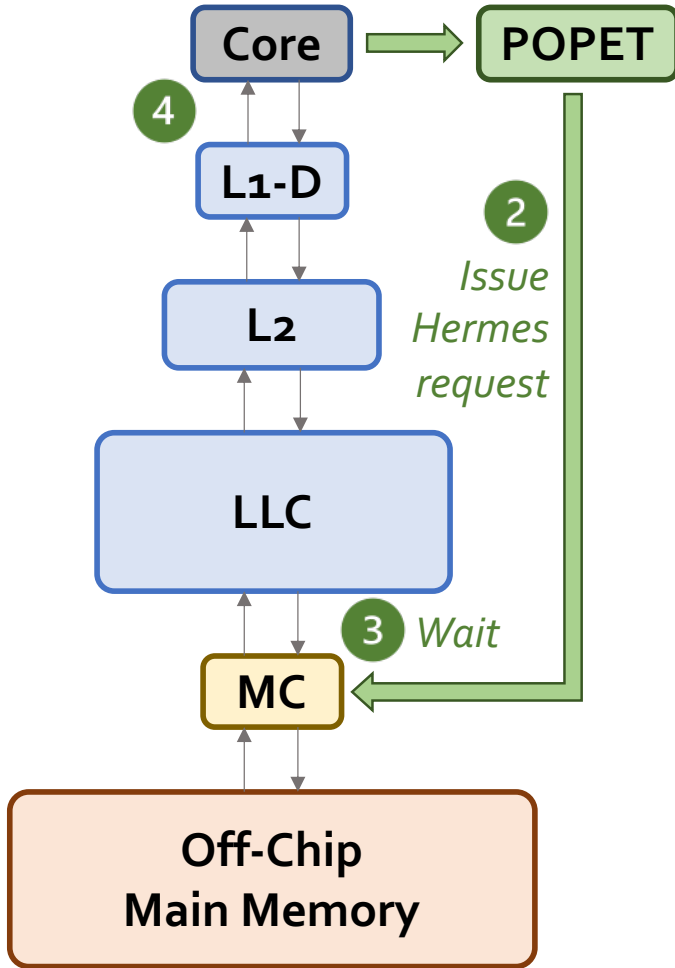 Core
POPET
4
L1-D
2
Issue
Hermes
request
L2
LLC
3 Wait
MC
Off-Chip
Main Memory